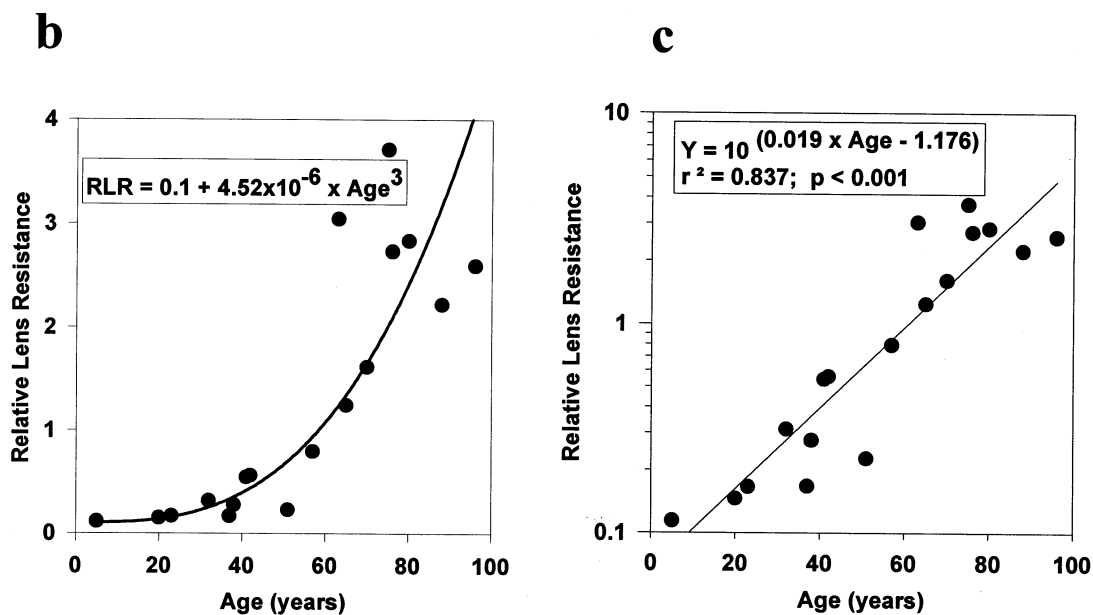 b
4
3
2
1
0
RLR = 0.1 + 4.52x10⁻⁶ x Age³
Relative Lens Resistance
0 20 40 60 80 100
Age (years)
c
10
1
0.1
Y = 10 (0.019 x Age - 1.176)
r ² = 0.837; p < 0.001
Relative Lens Resistance
0 20 40 60 80 100
Age (years)